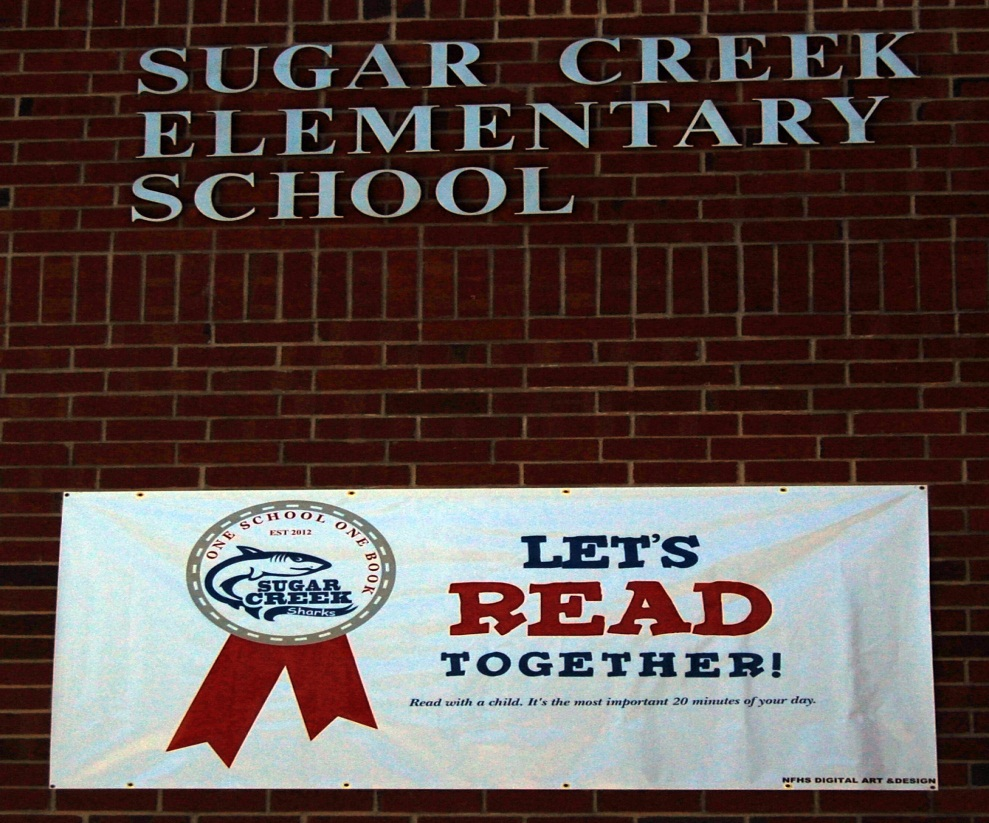 SUGAR CREEK
ELEMENTARY
SCHOOL
ONE SCHOOL ONE BOOK
EST 2012
SUGAR
CREEK
Sharks
LET'S
READ
TOGETHER!
Read with a child. It's the most important 20 minutes of your day.
NFHS DIGITAL ART &DESIGN